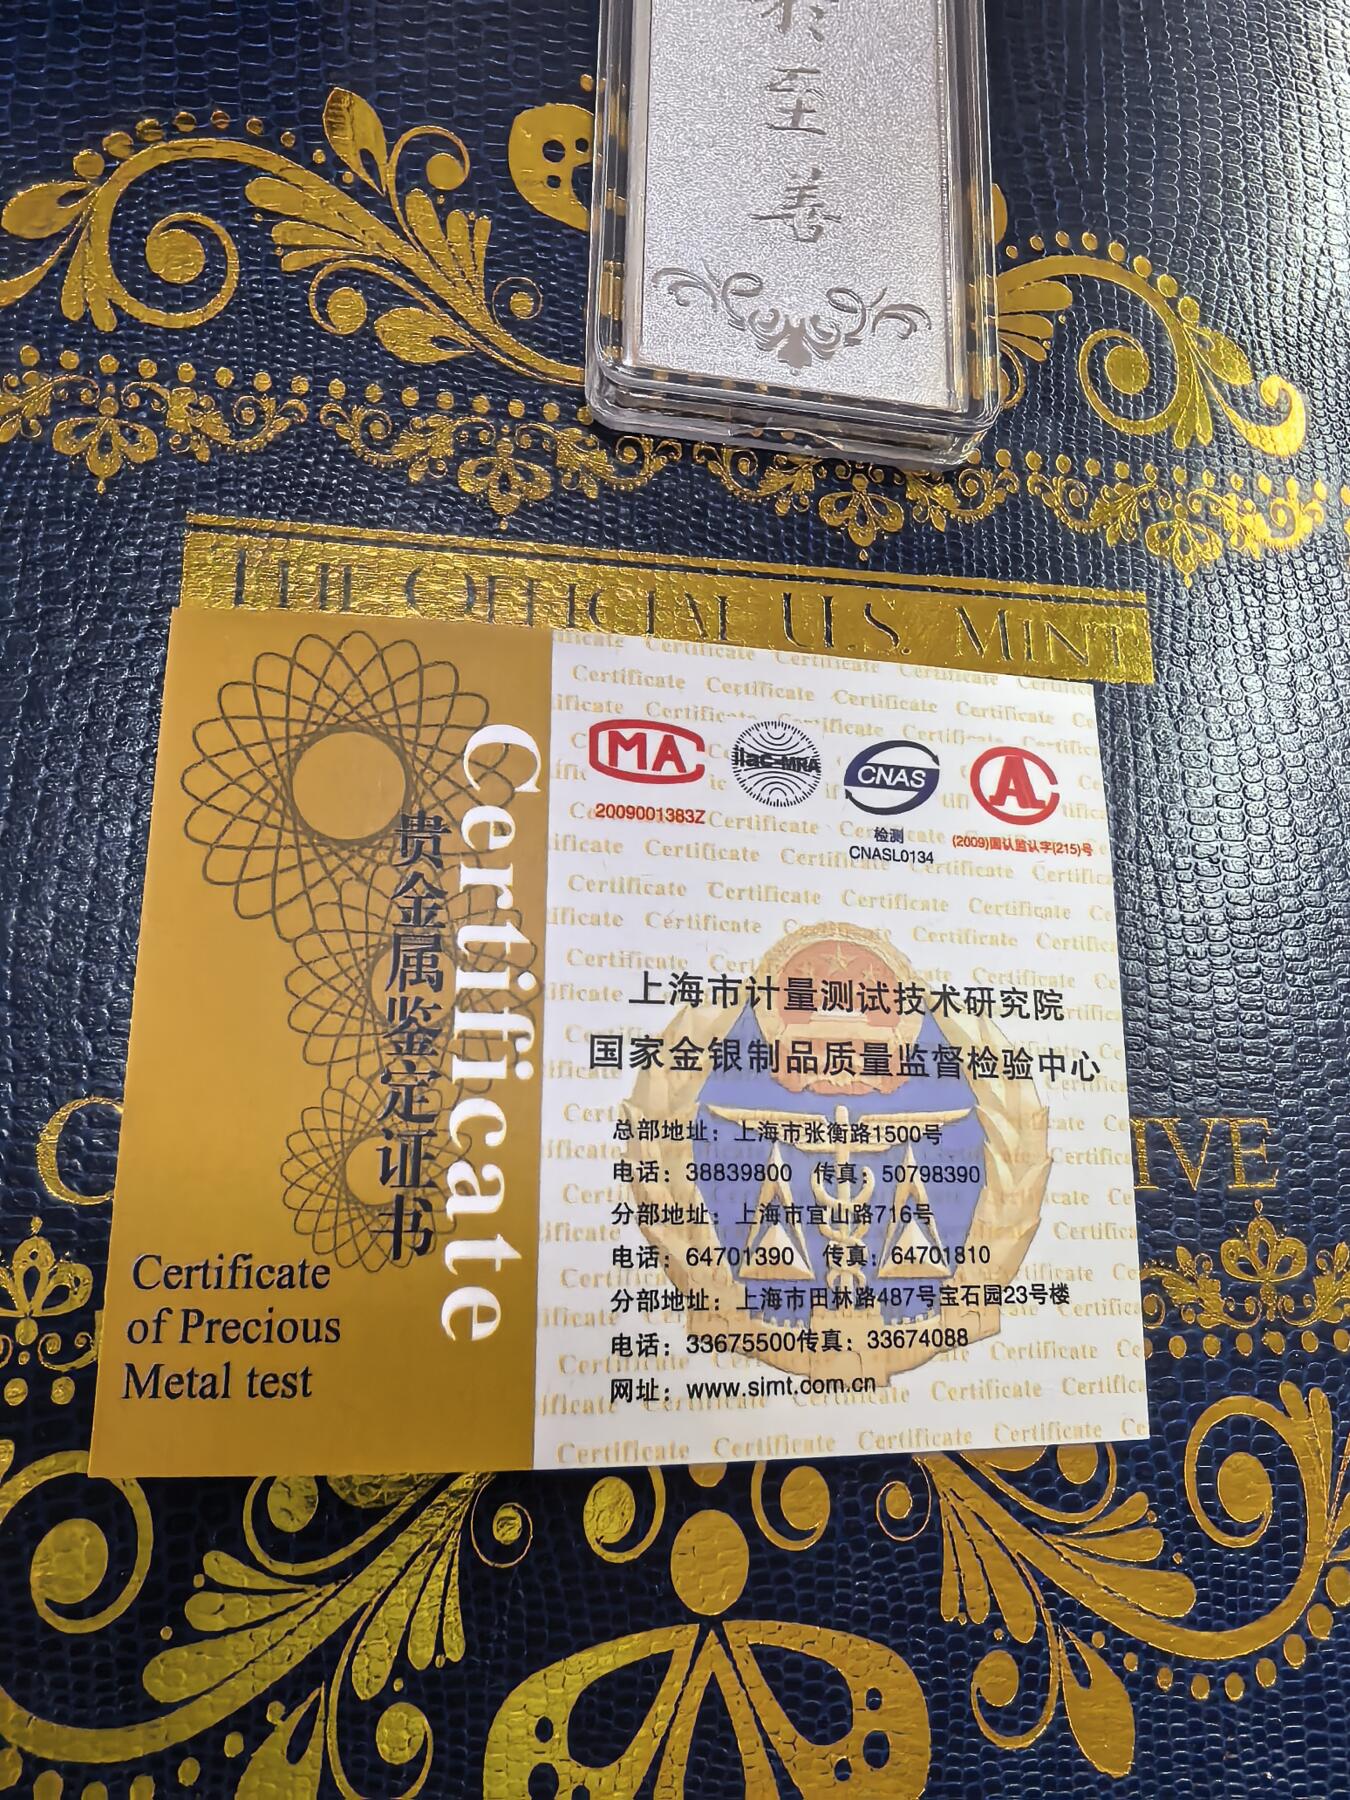 至
善
THE OFFICIAL U.S. MINT
MA
ilac-MRA
CNAS
2009001383Z
检测
CNASL0134
(2009)国认监认字(215)号
上海市计量测试技术研究院
国家金银制品质量监督检验中心
总部地址：上海市张衡路1500号
电话：38839800 传真：50798390
分部地址：上海市宜山路716号
电话：64701390 传真：64701810
分部地址：上海市田林路487号宝石园23号楼
电话：33675500传真：33674088
网址：www.simt.com.cn
Certificate
贵金属鉴定证书
Certificate
of Precious
Metal test